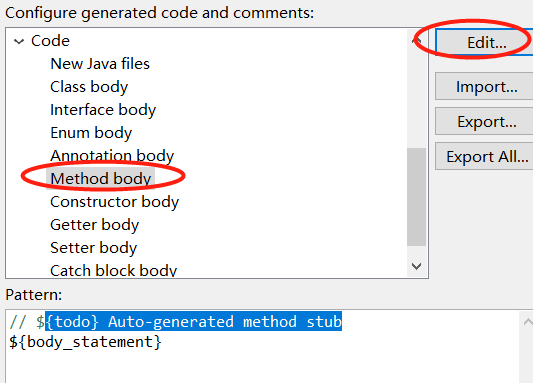 Configure generated code and comments:
Code
Edit...
New Java files
Class body
Import...
Interface body
Export...
Enum body
Annotation body
Export All...
Method body
Constructor body
Getter body
Setter body
Catch block body
Pattern:
// ${todo} Auto-generated method stub
${body_statement}